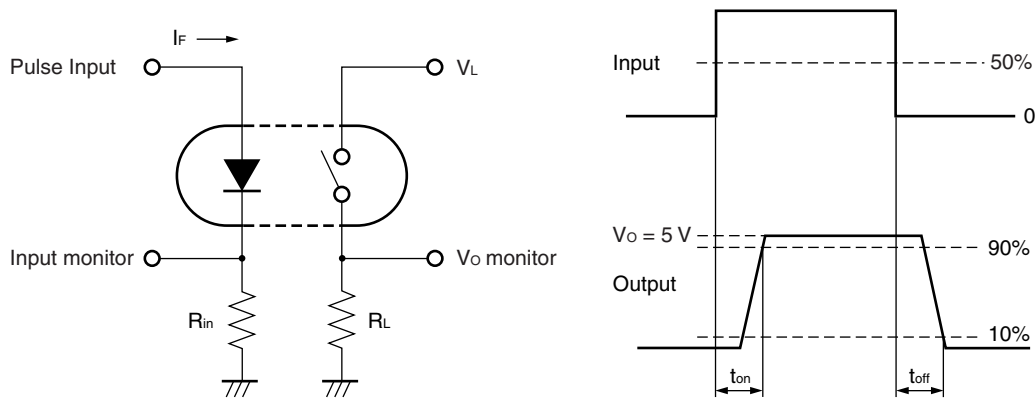 IF
Pulse Input
VL
Input monitor
VO monitor
Rin
RL
Input
50%
0
VO = 5 V
90%
Output
10%
ton
toff